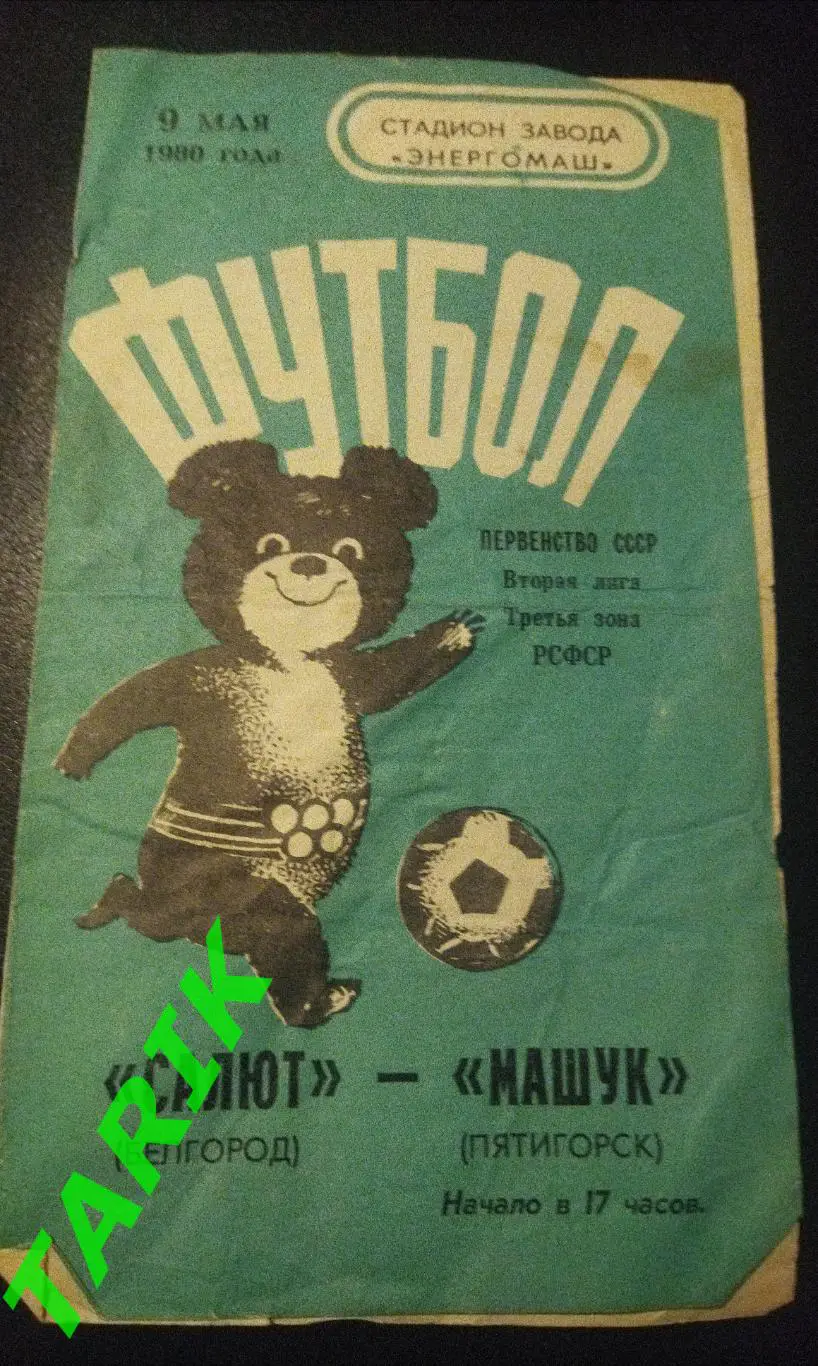 9 МАЯ
1980 года
СТАДИОН ЗАВОДА
«ЭНЕРГОМАШ»
ФУТБОЛ
ПЕРВЕНСТВО СССР
Вторая лига
Третья зона
РСФСР
«САЛЮТ» — «МАШУК»
(БЕЛГОРОД) (ПЯТИГОРСК)
Начало в 17 часов.
TARIK